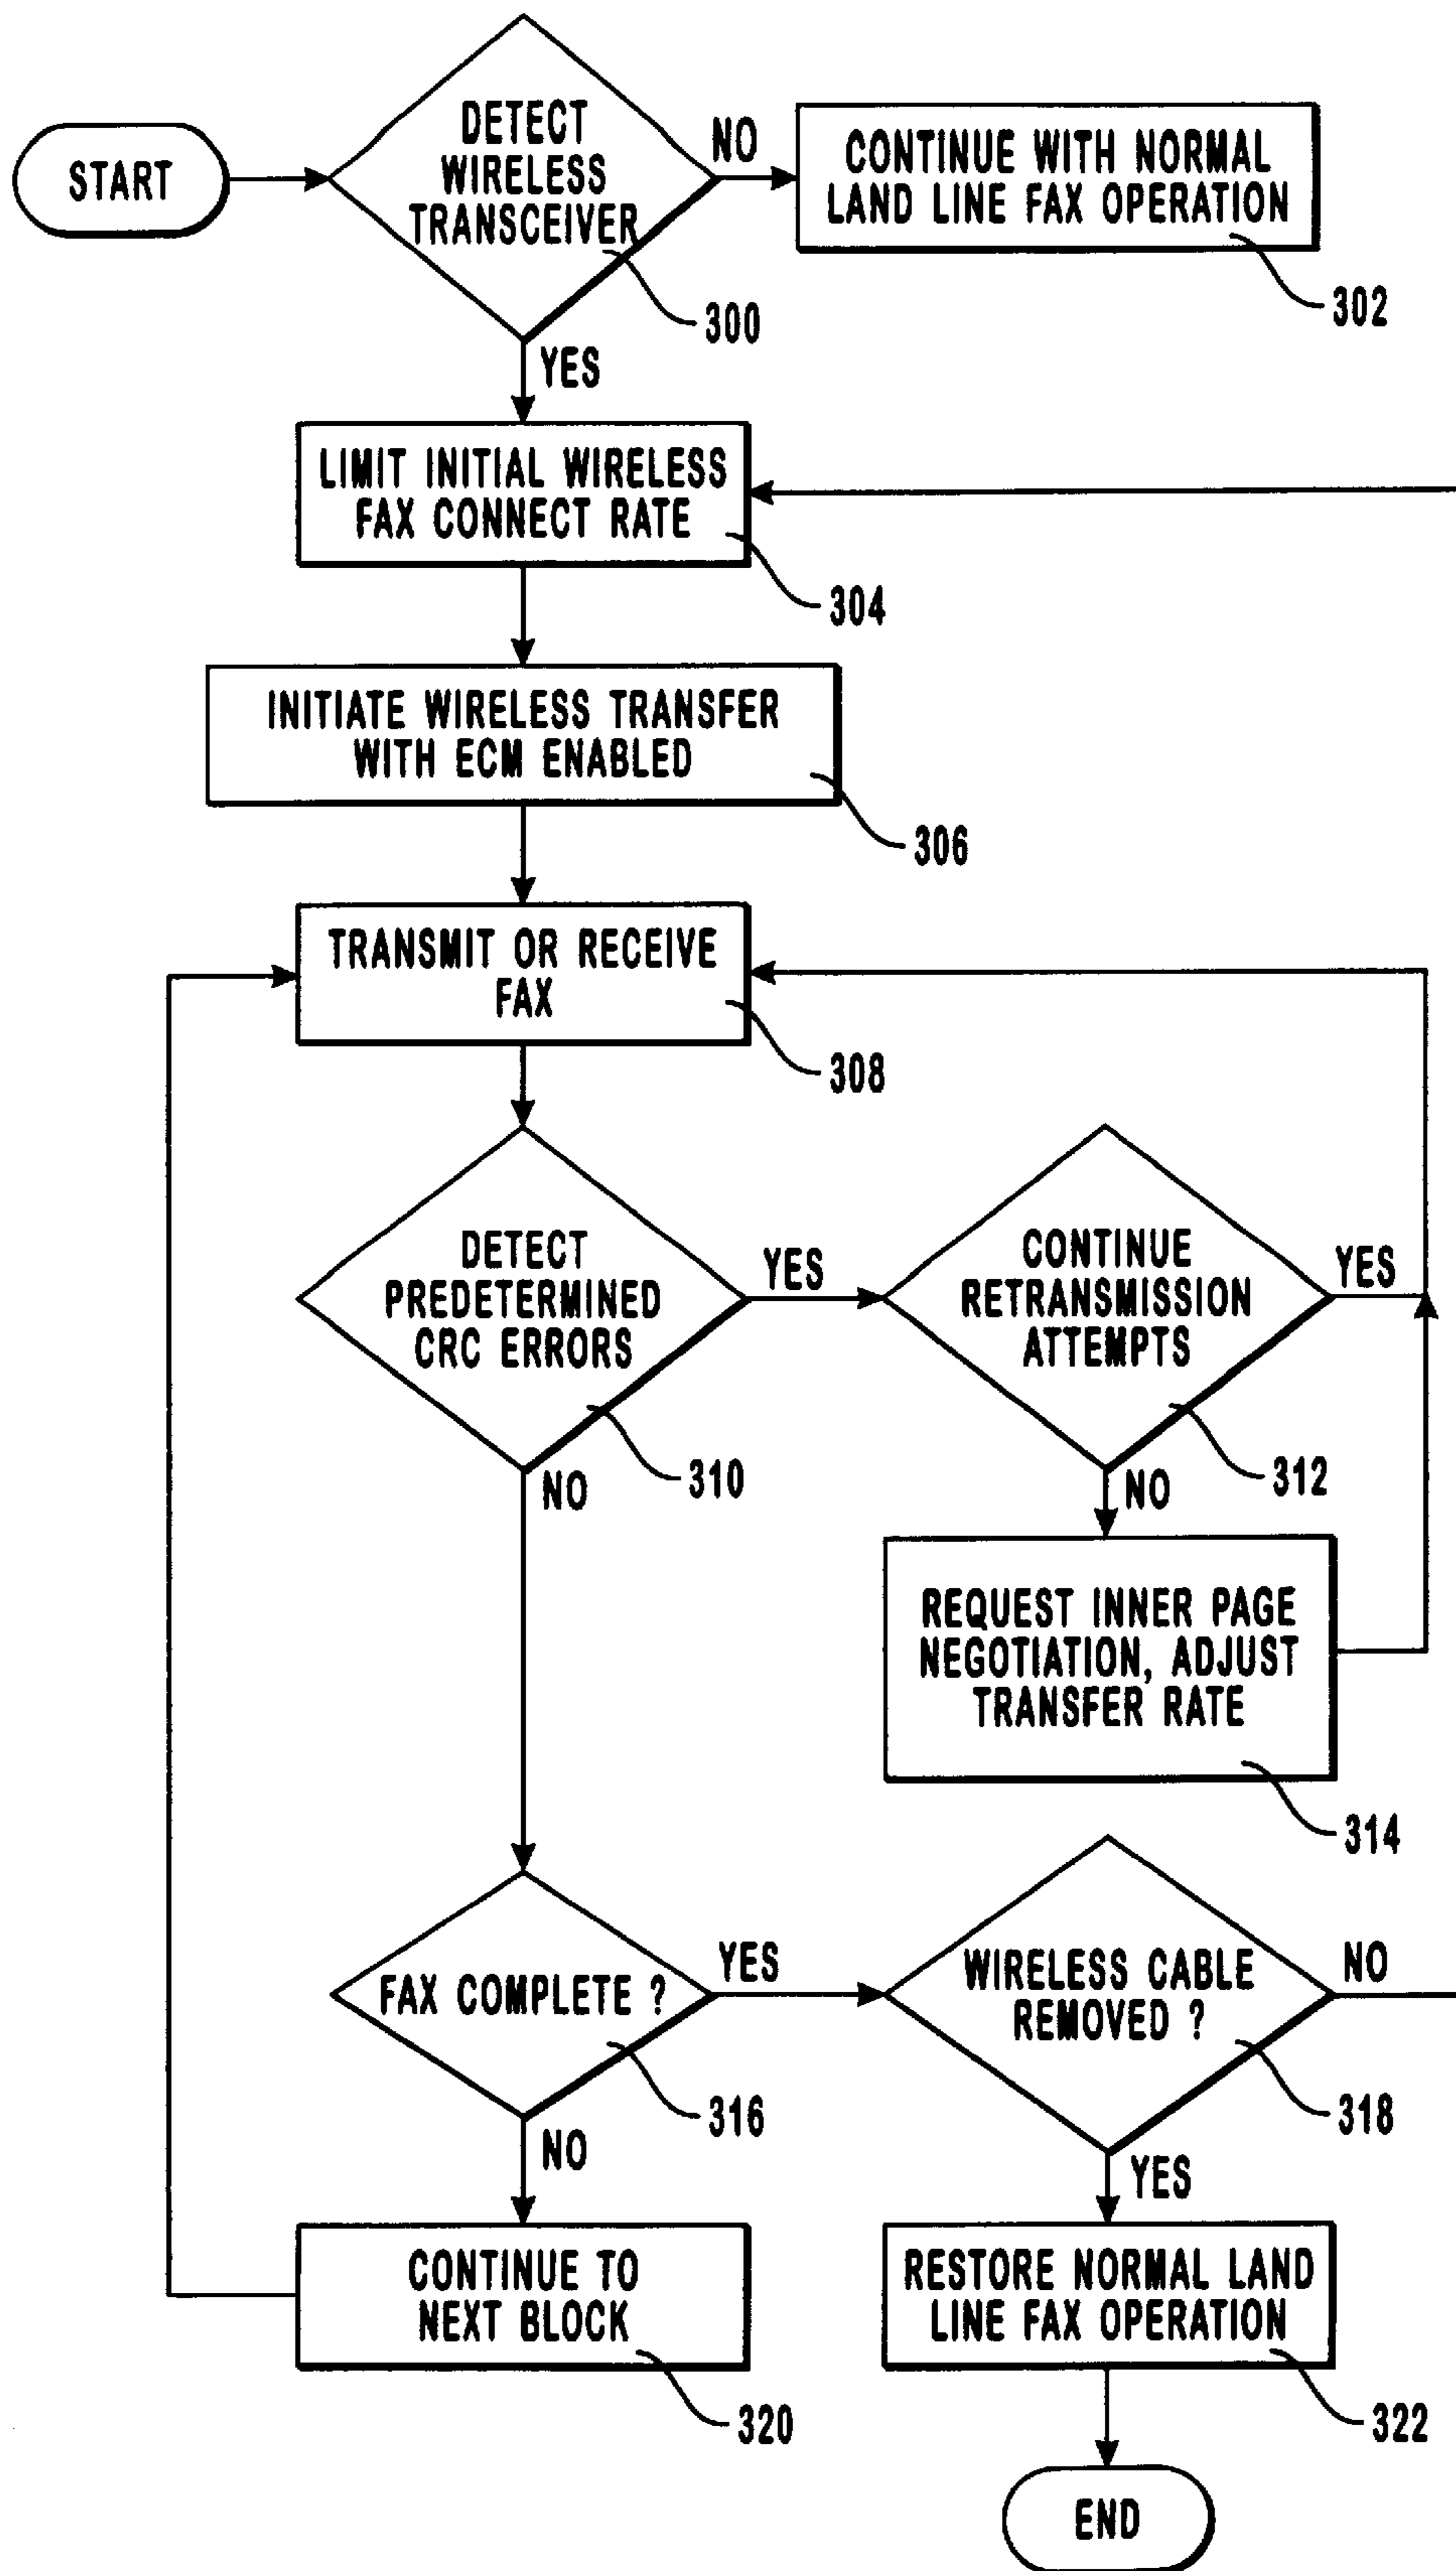 START
DETECT
WIRELESS
TRANSCEIVER
300
NO
CONTINUE WITH NORMAL
LAND LINE FAX OPERATION
302
YES
LIMIT INITIAL WIRELESS
FAX CONNECT RATE
304
INITIATE WIRELESS TRANSFER
WITH ECM ENABLED
306
TRANSMIT OR RECEIVE
FAX
308
DETECT
PREDETERMINED
CRC ERRORS
310
YES
CONTINUE
RETRANSMISSION
ATTEMPTS
312
YES
NO
NO
REQUEST INNER PAGE
NEGOTIATION, ADJUST
TRANSFER RATE
314
FAX COMPLETE ?
316
YES
WIRELESS CABLE
REMOVED ?
318
NO
NO
YES
CONTINUE TO
NEXT BLOCK
320
RESTORE NORMAL LAND
LINE FAX OPERATION
322
END